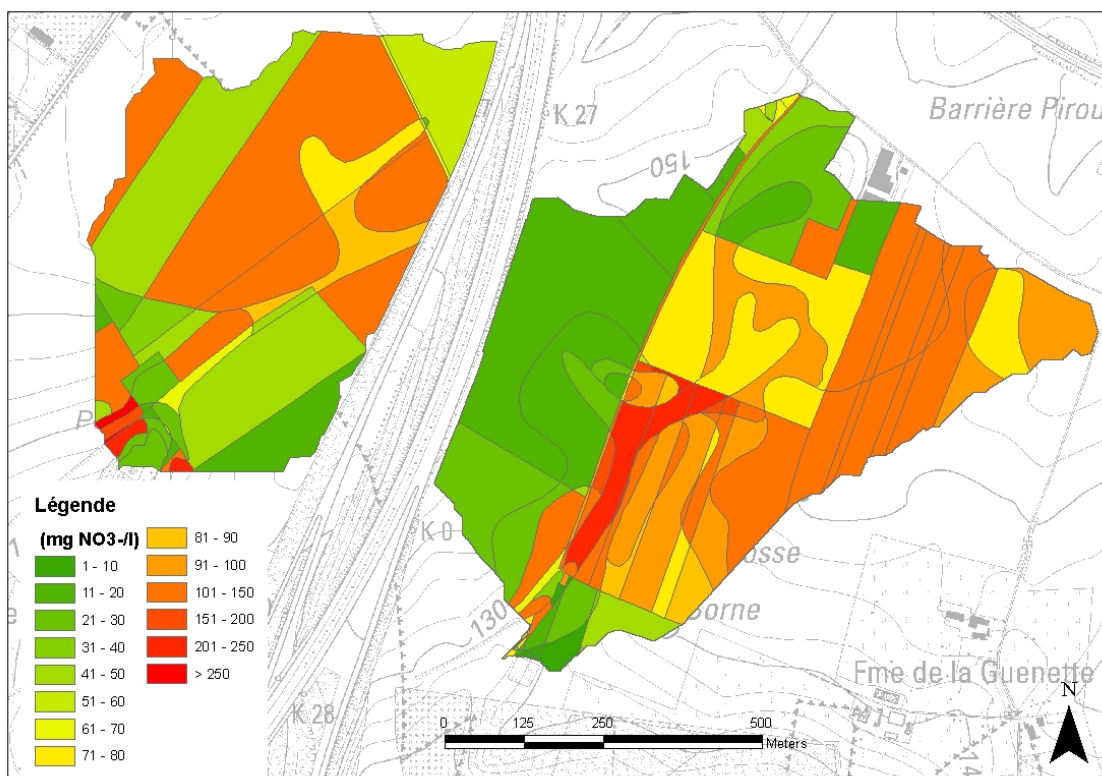 K 27
Barrière Pirou
150
P
K 0
osse
Borne
130
Fme de la Guenette
K 28
14
Légende
(mg NO3-/l)
1 - 10
11 - 20
21 - 30
31 - 40
41 - 50
51 - 60
61 - 70
71 - 80
81 - 90
91 - 100
101 - 150
151 - 200
201 - 250
> 250
0 125 250 500
Meters
N